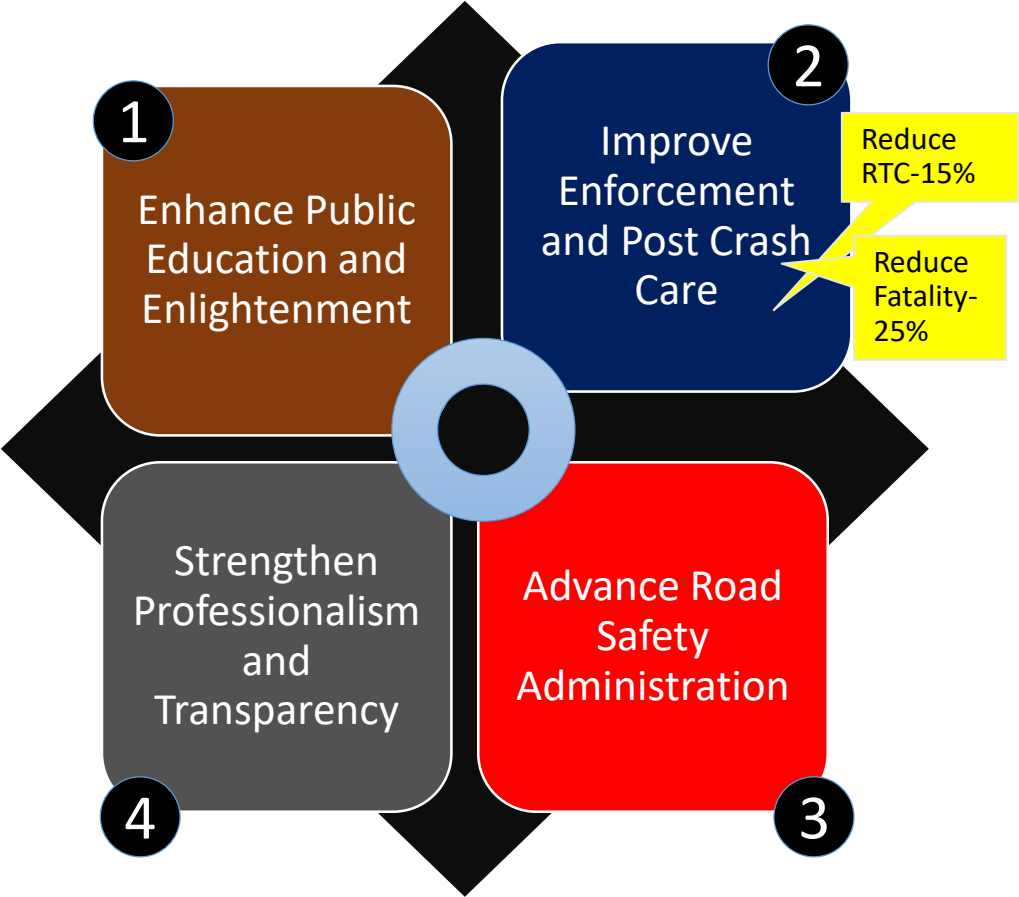 1
Enhance Public
Education and
Enlightenment
2
Improve
Enforcement
and Post Crash
Care
Reduce
RTC-15%
Reduce
Fatality-
25%
Strengthen
Professionalism
and
Transparency
4
Advance Road
Safety
Administration
3